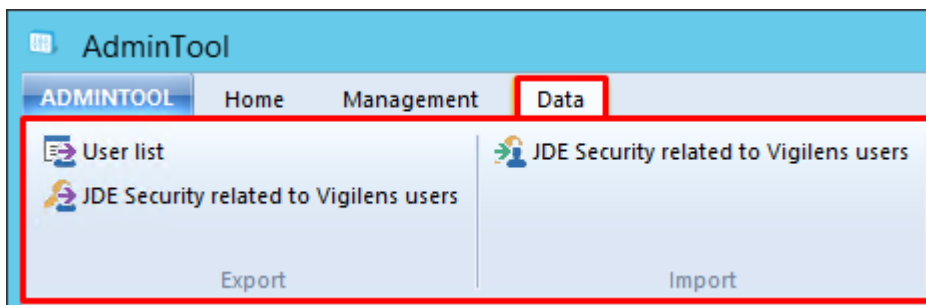 AdminTool
ADMINTOOL Home Management Data
User list
JDE Security related to Vigilens users
Export
JDE Security related to Vigilens users
Import